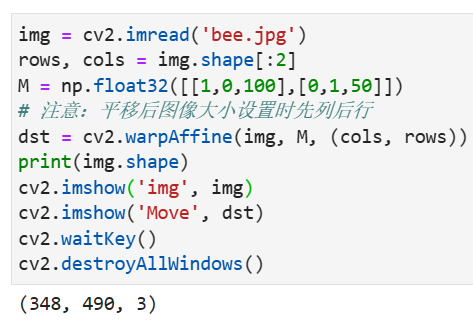 img = cv2.imread('bee.jpg')
rows, cols = img.shape[:2]
M = np.float32([[1,0,100],[0,1,50]])
# 注意：平移后图像大小设置时先列后行
dst = cv2.warpAffine(img, M, (cols, rows))
print(img.shape)
cv2.imshow('img', img)
cv2.imshow('Move', dst)
cv2.waitKey()
cv2.destroyAllWindows()
(348, 490, 3)